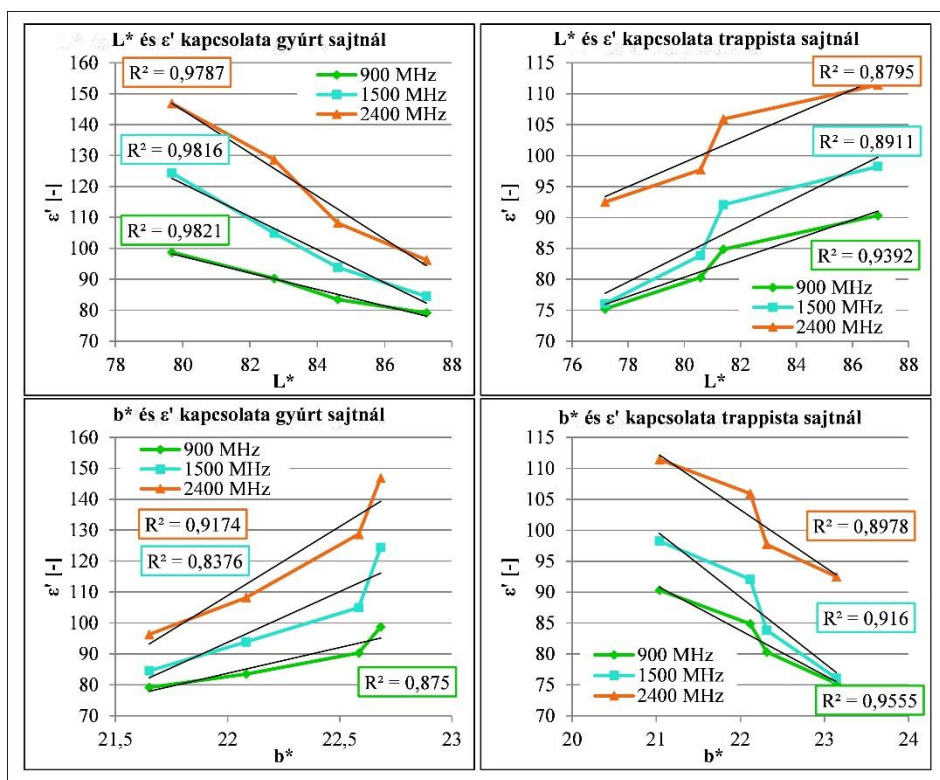 L* és ε' kapcsolata gyúrt sajtnál
160
150
140
130
120
110
100
90
80
70
ε' [-]
R² = 0,9787
R² = 0,9816
R² = 0,9821
900 MHz
1500 MHz
2400 MHz
78 80 82 84 86 88
L*
L* és ε' kapcsolata trappista sajtnál
115
110
105
100
95
90
85
80
75
70
ε' [-]
R² = 0,8795
R² = 0,8911
R² = 0,9392
900 MHz
1500 MHz
2400 MHz
76 78 80 82 84 86 88
L*
b* és ε' kapcsolata gyúrt sajtnál
160
150
140
130
120
110
100
90
80
70
ε' [-]
900 MHz
1500 MHz
2400 MHz
R² = 0,9174
R² = 0,8376
R² = 0,875
21,5 22 22,5 23
b*
b* és ε' kapcsolata trappista sajtnál
115
110
105
100
95
90
85
80
75
70
ε' [-]
R² = 0,8978
R² = 0,916
R² = 0,9555
900 MHz
1500 MHz
2400 MHz
20 21 22 23 24
b*